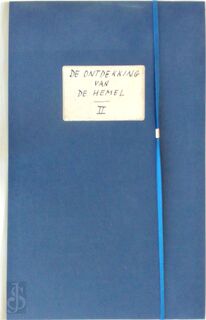 DE ONTDEKKING
VAN
DE HEMEL
II